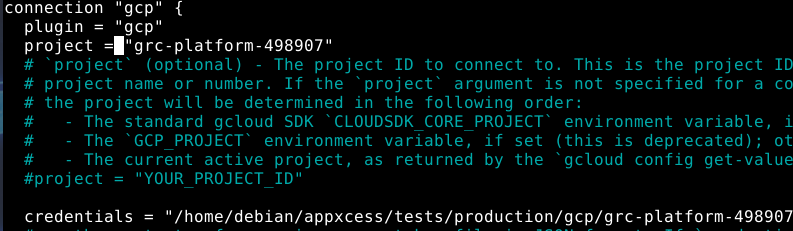 connection "gcp" {
plugin = "gcp"
project = "grc-platform-498907"
# `project` (optional) - The project ID to connect to. This is the project ID
# project name or number. If the `project` argument is not specified for a co
# the project will be determined in the following order:
#   - The standard gcloud SDK `CLOUDSDK_CORE_PROJECT` environment variable, i
#   - The `GCP_PROJECT` environment variable, if set (this is deprecated); ot
#   - The current active project, as returned by the `gcloud config get-value
#project = "YOUR_PROJECT_ID"
credentials = "/home/debian/appxcess/tests/production/gcp/grc-platform-498907